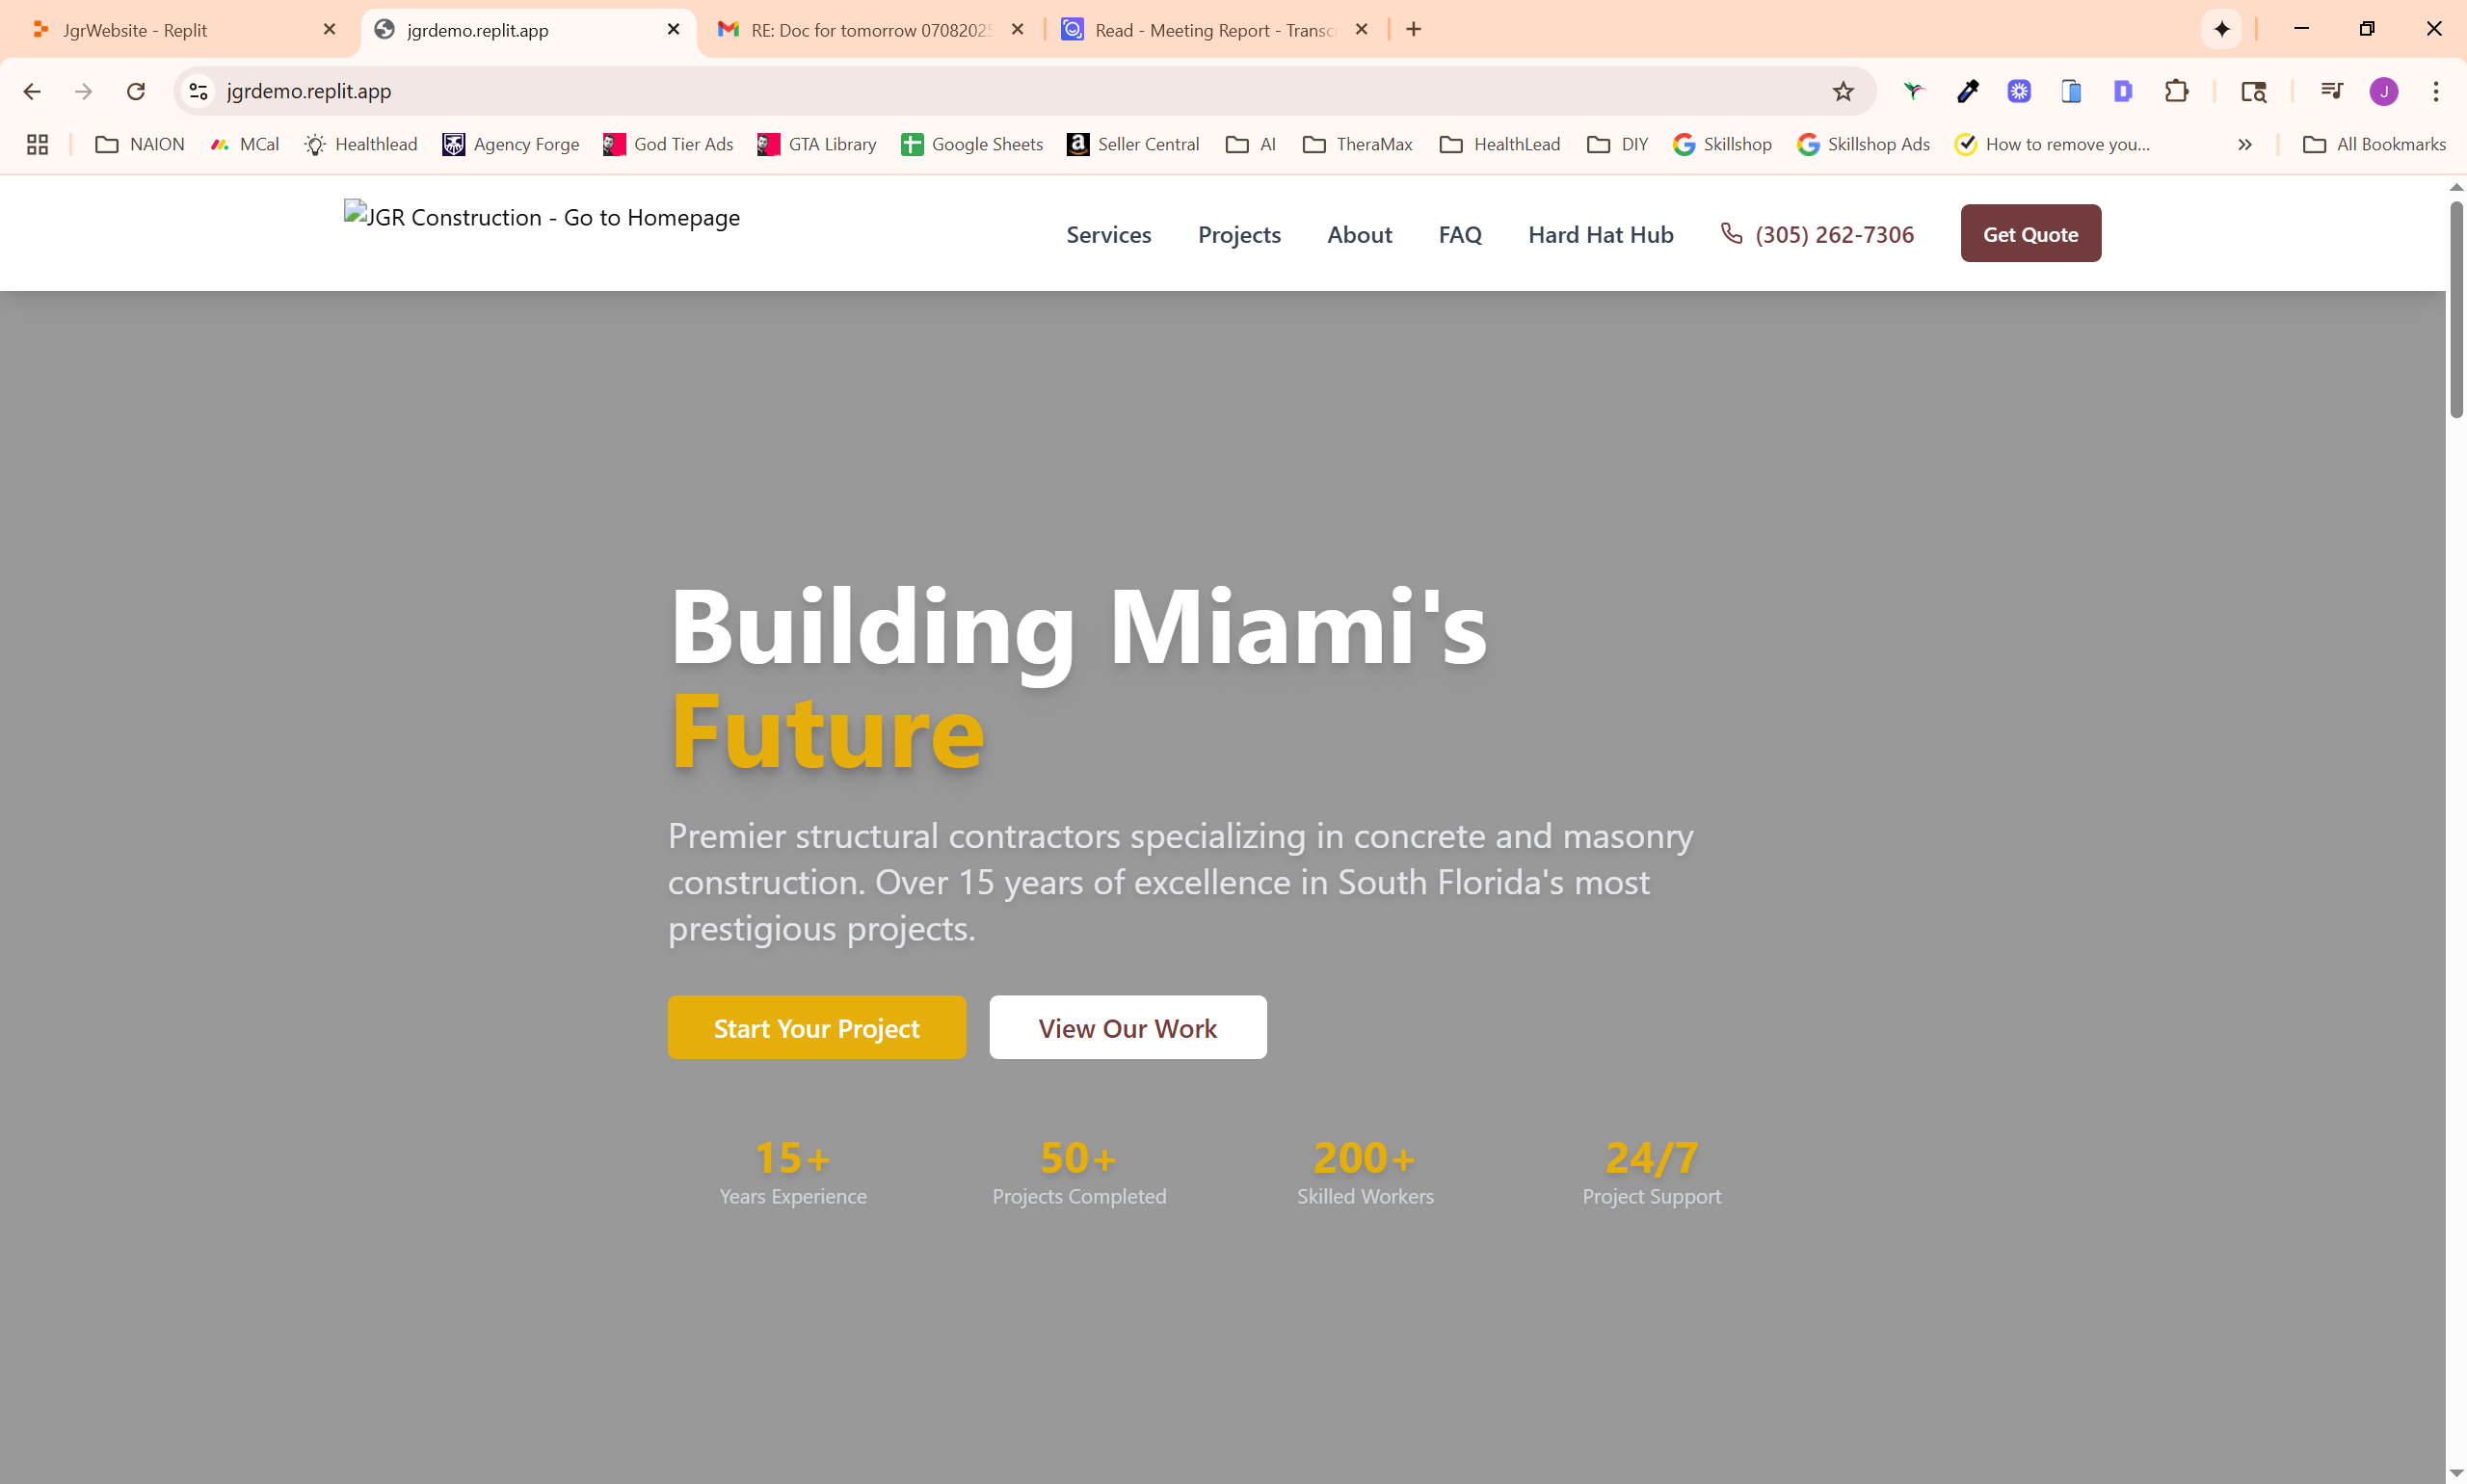 JgrWebsite - Replit
jgrdemo.replit.app
RE: Doc for tomorrow 07082025
Read - Meeting Report - Transc
jgrdemo.replit.app
J
NAION
MCal
Healthlead
Agency Forge
God Tier Ads
GTA Library
Google Sheets
Seller Central
AI
TheraMax
HealthLead
DIY
Skillshop
Skillshop Ads
How to remove you...
All Bookmarks
JGR Construction - Go to Homepage
Services
Projects
About
FAQ
Hard Hat Hub
(305) 262-7306
Get Quote
Building Miami's
Future
Premier structural contractors specializing in concrete and masonry
construction. Over 15 years of excellence in South Florida's most
prestigious projects.
Start Your Project
View Our Work
15+
Years Experience
50+
Projects Completed
200+
Skilled Workers
24/7
Project Support